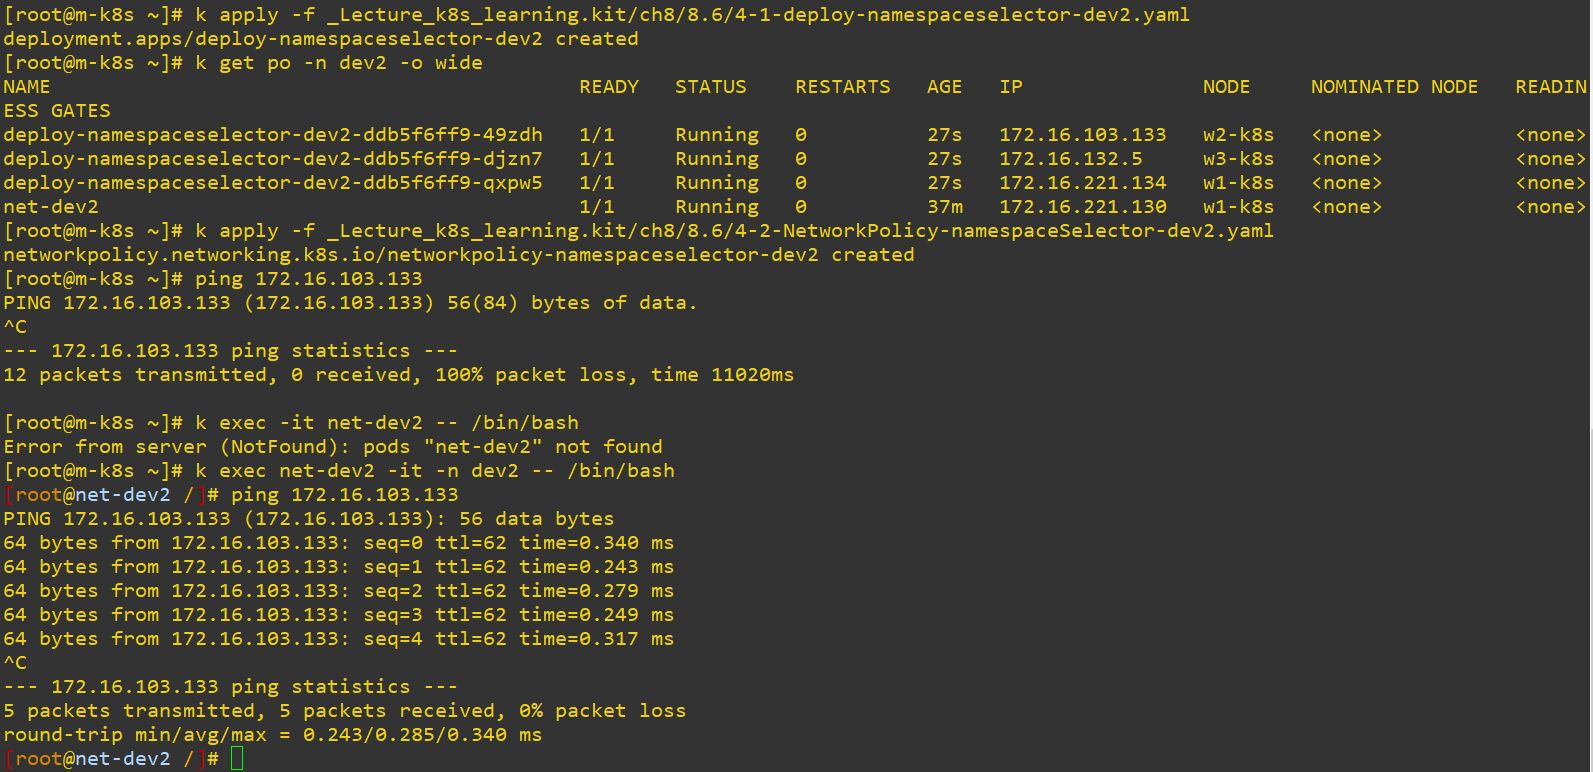 [root@m-k8s ~]# k apply -f _Lecture_k8s_learning.kit/ch8/8.6/4-1-deploy-namespaceselector-dev2.yaml
deployment.apps/deploy-namespaceselector-dev2 created
[root@m-k8s ~]# k get po -n dev2 -o wide
NAME                                            READY   STATUS    RESTARTS   AGE   IP               NODE     NOMINATED NODE   READIN
ESS GATES
deploy-namespaceselector-dev2-ddb5f6ff9-49zdh   1/1     Running   0          27s   172.16.103.133   w2-k8s   <none>           <none>
deploy-namespaceselector-dev2-ddb5f6ff9-djzn7   1/1     Running   0          27s   172.16.132.5     w3-k8s   <none>           <none>
deploy-namespaceselector-dev2-ddb5f6ff9-qxpw5   1/1     Running   0          27s   172.16.221.134   w1-k8s   <none>           <none>
net-dev2                                        1/1     Running   0          37m   172.16.221.130   w1-k8s   <none>           <none>
[root@m-k8s ~]# k apply -f _Lecture_k8s_learning.kit/ch8/8.6/4-2-NetworkPolicy-namespaceSelector-dev2.yaml
networkpolicy.networking.k8s.io/networkpolicy-namespaceselector-dev2 created
[root@m-k8s ~]# ping 172.16.103.133
PING 172.16.103.133 (172.16.103.133) 56(84) bytes of data.
^C
--- 172.16.103.133 ping statistics ---
12 packets transmitted, 0 received, 100% packet loss, time 11020ms
[root@m-k8s ~]# k exec -it net-dev2 -- /bin/bash
Error from server (NotFound): pods "net-dev2" not found
[root@m-k8s ~]# k exec net-dev2 -it -n dev2 -- /bin/bash
[root@net-dev2 /]# ping 172.16.103.133
PING 172.16.103.133 (172.16.103.133): 56 data bytes
64 bytes from 172.16.103.133: seq=0 ttl=62 time=0.340 ms
64 bytes from 172.16.103.133: seq=1 ttl=62 time=0.243 ms
64 bytes from 172.16.103.133: seq=2 ttl=62 time=0.279 ms
64 bytes from 172.16.103.133: seq=3 ttl=62 time=0.249 ms
64 bytes from 172.16.103.133: seq=4 ttl=62 time=0.317 ms
^C
--- 172.16.103.133 ping statistics ---
5 packets transmitted, 5 packets received, 0% packet loss
round-trip min/avg/max = 0.243/0.285/0.340 ms
[root@net-dev2 /]#